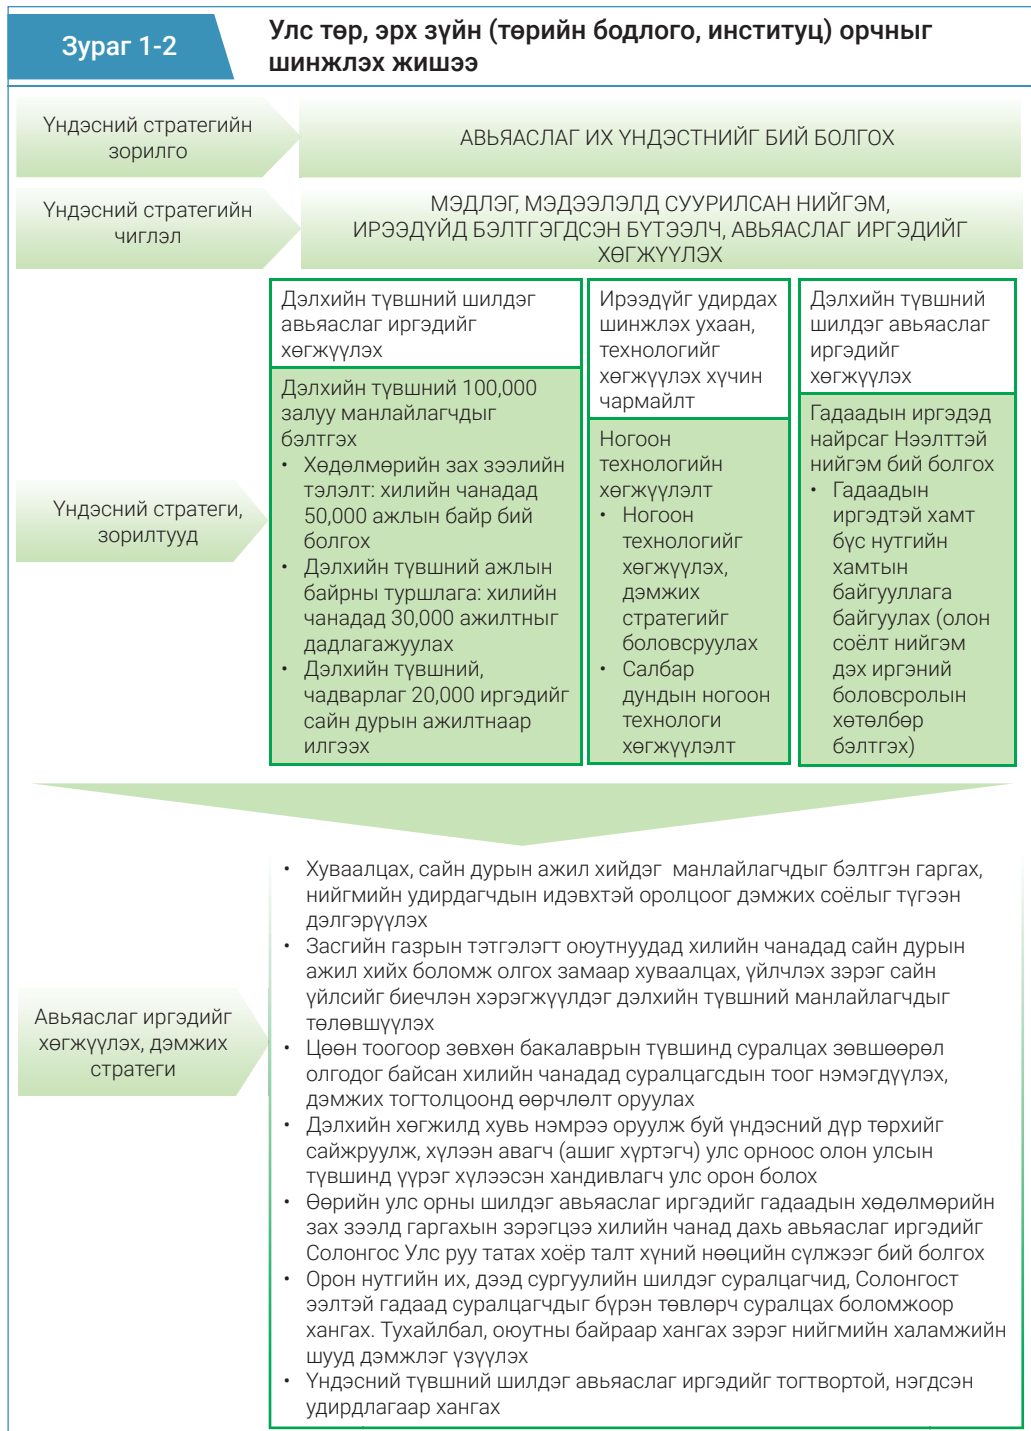 Зураг 1-2
Улс төр, эрх зүйн (төрийн бодлого, институц) орчныг
шинжлэх жишээ
Үндэсний стратегийн
зорилго
АВЬЯАСЛАГ ИХ ҮНДЭСТНИЙГ БИЙ БОЛГОХ
Үндэсний стратегийн
чиглэл
МЭДЛЭГ, МЭДЭЭЛЭЛД СУУРИЛСАН НИЙГЭМ,
ИРЭЭДҮЙД БЭЛТГЭГДСЭН БҮТЭЭЛЧ, АВЬЯАСЛАГ ИРГЭДИЙГ
ХӨГЖҮҮЛЭХ
Үндэсний стратеги,
зорилтууд
Дэлхийн түвшний шилдэг
авьяаслаг иргэдийг
хөгжүүлэх
Дэлхийн түвшний 100,000
залуу манлайлагчдыг
бэлтгэх
• Хөдөлмөрийн зах зээлийн
тэлэлт: хилийн чанадад
50,000 ажлын байр бий
болгох
• Дэлхийн түвшний ажлын
байрны туршлага: хилийн
чанадад 30,000 ажилтныг
дадлагажуулах
• Дэлхийн түвшний,
чадварлаг 20,000 иргэдийг
сайн дурын ажилтнаар
илгээх
Ирээдүйг удирдах
шинжлэх ухаан,
технологийг
хөгжүүлэх хүчин
чармайлт
Ногоон
технологийн
хөгжүүлэлт
• Ногоон
технологийг
хөгжүүлэх,
дэмжих
стратегийг
боловсруулах
• Салбар
дундын ногоон
технологи
хөгжүүлэлт
Дэлхийн түвшний
шилдэг авьяаслаг
иргэдийг
хөгжүүлэх
Гадаадын иргэдэд
найрсаг Нээлттэй
нийгэм бий болгох
• Гадаадын
иргэдтэй хамт
бүс нутгийн
хамтын
байгууллага
байгуулах (олон
соёлт нийгэм
дэх иргэний
боловсролын
хөтөлбөр
бэлтгэх)
Авьяаслаг иргэдийг
хөгжүүлэх, дэмжих
стратеги
• Хуваалцах, сайн дурын ажил хийдэг манлайлагчдыг бэлтгэн гаргах,
нийгмийн удирдагчдын идэвхтэй оролцоог дэмжих соёлыг түгээн
дэлгэрүүлэх
• Засгийн газрын тэтгэлэгт оюутнуудад хилийн чанадад сайн дурын
ажил хийх боломж олгох замаар хуваалцах, үйлчлэх зэрэг сайн
үйлсийг биечлэн хэрэгжүүлдэг дэлхийн түвшний манлайлагчдыг
төлөвшүүлэх
• Цөөн тоогоор зөвхөн бакалаврын түвшинд суралцах зөвшөөрөл
олгодог байсан хилийн чанадад суралцагсдын тоог нэмэгдүүлэх,
дэмжих тогтолцоонд өөрчлөлт оруулах
• Дэлхийн хөгжилд хувь нэмрээ оруулж буй үндэсний дүр төрхийг
сайжруулж, хүлээн авагч (ашиг хүртэгч) улс орноос олон улсын
түвшинд үүрэг хүлээсэн хандивлагч улс орон болох
• Өөрийн улс орны шилдэг авьяаслаг иргэдийг гадаадын хөдөлмөрийн
зах зээлд гаргахын зэрэгцээ хилийн чанад дахь авьяаслаг иргэдийг
Солонгос Улс руу татах хоёр талт хүний нөөцийн сүлжээг бий болгох
• Орон нутгийн их, дээд сургуулийн шилдэг суралцагчид, Солонгост
ээлтэй гадаад суралцагчдыг бүрэн төвлөрч суралцах боломжоор
хангах. Тухайлбал, оюутны байраар хангах зэрэг нийгмийн халамжийн
шууд дэмжлэг үзүүлэх
• Үндэсний түвшний шилдэг авьяаслаг иргэдийг тогтвортой, нэгдсэн
удирдлагаар хангах